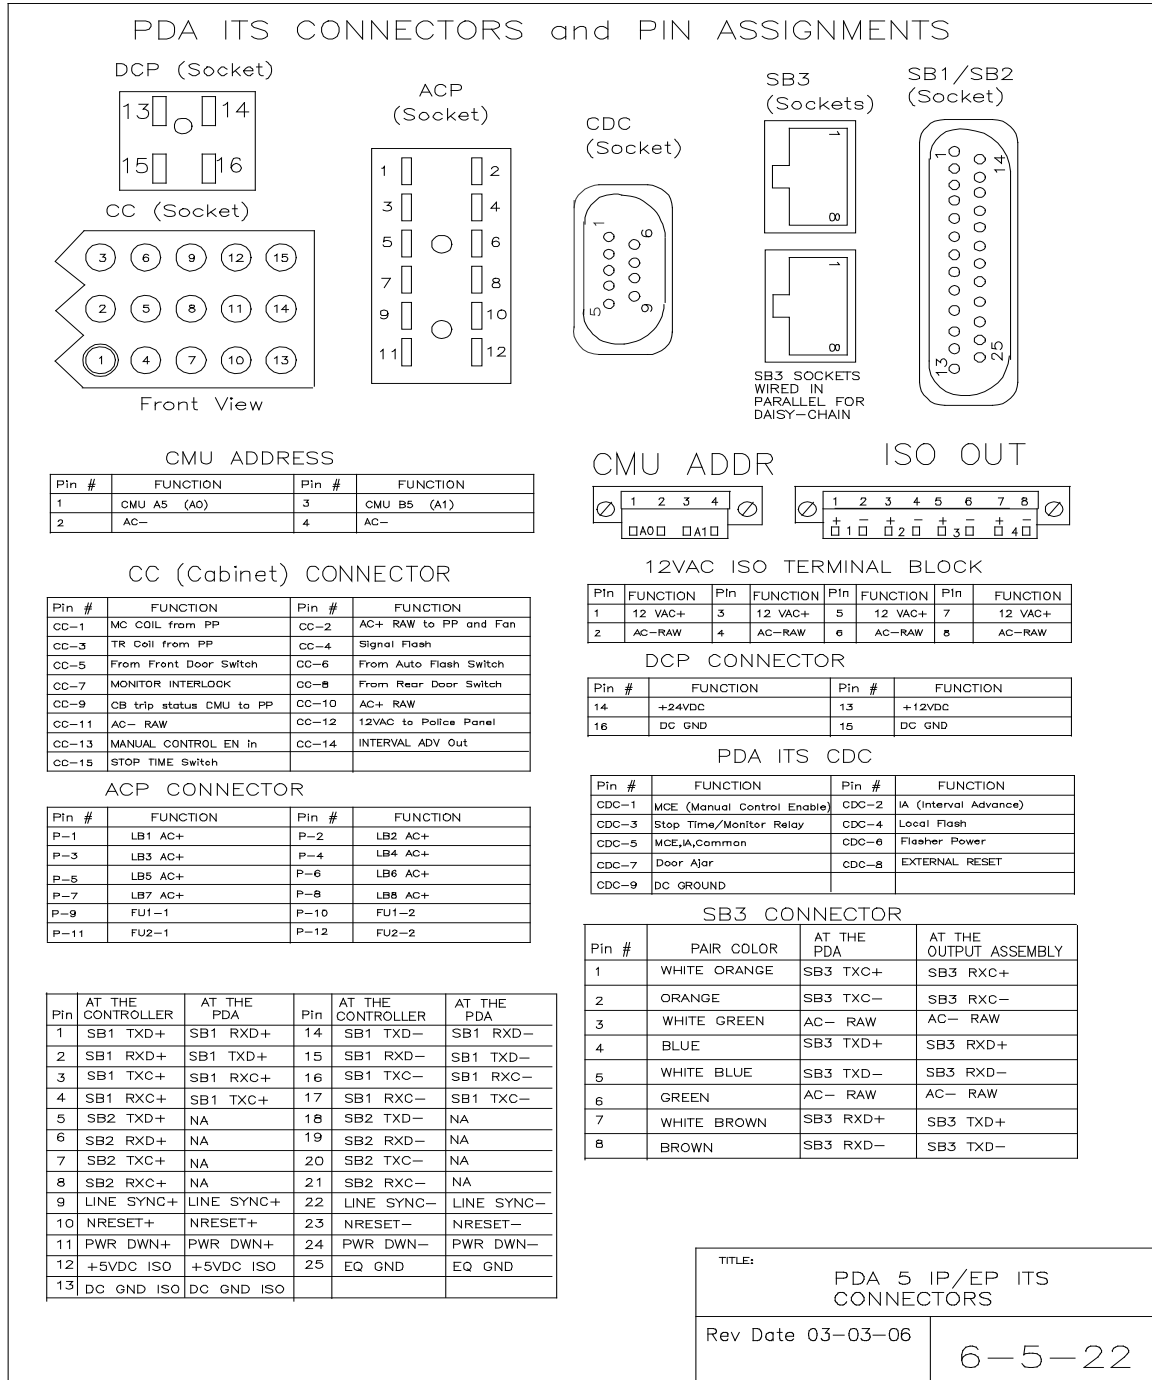 PDA ITS CONNECTORS and PIN ASSIGNMENTS
DCP (Socket)
13 14
15 16
CC (Socket)
3 6 9 12 15
2 5 8 11 14
1 4 7 10 13
Front View
ACP
(Socket)
1 2
3 4
5 6
7 8
9 10
11 12
CDC
(Socket)
1 6
5 9
SB3
(Sockets)
1
8
1
8
SB3 SOCKETS
WIRED IN
PARALLEL FOR
DAISY-CHAIN
SB1/SB2
(Socket)
1 14
13 25
CMU ADDRESS
Pin # FUNCTION Pin # FUNCTION
1 CMU A5 (A0) 3 CMU B5 (A1)
2 AC- 4 AC-
CMU ADDR
1 2 3 4
A0 A1
ISO OUT
1 2 3 4 5 6 7 8
+ - + - + - + -
1 2 3 4
CC (Cabinet) CONNECTOR
Pin # FUNCTION Pin # FUNCTION
CC-1 MC COIL from PP CC-2 AC+ RAW to PP and Fan
CC-3 TR Coil from PP CC-4 Signal Flash
CC-5 From Front Door Switch CC-6 From Auto Flash Switch
CC-7 MONITOR INTERLOCK CC-8 From Rear Door Switch
CC-9 CB trip status CMU to PP CC-10 AC+ RAW
CC-11 AC- RAW CC-12 12VAC to Police Panel
CC-13 MANUAL CONTROL EN in CC-14 INTERVAL ADV Out
CC-15 STOP TIME Switch
12VAC ISO TERMINAL BLOCK
Pin FUNCTION Pin FUNCTION Pin FUNCTION Pin FUNCTION
1 12 VAC+ 3 12 VAC+ 5 12 VAC+ 7 12 VAC+
2 AC-RAW 4 AC-RAW 6 AC-RAW 8 AC-RAW
DCP CONNECTOR
Pin # FUNCTION Pin # FUNCTION
14 +24VDC 13 +12VDC
16 DC GND 15 DC GND
ACP CONNECTOR
Pin # FUNCTION Pin # FUNCTION
P-1 LB1 AC+ P-2 LB2 AC+
P-3 LB3 AC+ P-4 LB4 AC+
P-5 LB5 AC+ P-6 LB6 AC+
P-7 LB7 AC+ P-8 LB8 AC+
P-9 FU1-1 P-10 FU1-2
P-11 FU2-1 P-12 FU2-2
PDA ITS CDC
Pin # FUNCTION Pin # FUNCTION
CDC-1 MCE (Manual Control Enable) CDC-2 IA (Interval Advance)
CDC-3 Stop Time/Monitor Relay CDC-4 Local Flash
CDC-5 MCE,IA,Common CDC-6 Flasher Power
CDC-7 Door Ajar CDC-8 EXTERNAL RESET
CDC-9 DC GROUND
SB3 CONNECTOR
Pin # PAIR COLOR AT THE PDA AT THE OUTPUT ASSEMBLY
1 WHITE ORANGE SB3 TXC+ SB3 RXC+
2 ORANGE SB3 TXC- SB3 RXC-
3 WHITE GREEN AC- RAW AC- RAW
4 BLUE SB3 TXD+ SB3 RXD+
5 WHITE BLUE SB3 TXD- SB3 RXD-
6 GREEN AC- RAW AC- RAW
7 WHITE BROWN SB3 RXD+ SB3 TXD+
8 BROWN SB3 RXD- SB3 TXD-
Pin AT THE CONTROLLER AT THE PDA Pin AT THE CONTROLLER AT THE PDA
1 SB1 TXD+ SB1 RXD+ 14 SB1 TXD- SB1 RXD-
2 SB1 RXD+ SB1 TXD+ 15 SB1 RXD- SB1 TXD-
3 SB1 TXC+ SB1 RXC+ 16 SB1 TXC- SB1 RXC-
4 SB1 RXC+ SB1 TXC+ 17 SB1 RXC- SB1 TXC-
5 SB2 TXD+ NA 18 SB2 TXD- NA
6 SB2 RXD+ NA 19 SB2 RXD- NA
7 SB2 TXC+ NA 20 SB2 TXC- NA
8 SB2 RXC+ NA 21 SB2 RXC- NA
9 LINE SYNC+ LINE SYNC+ 22 LINE SYNC- LINE SYNC-
10 NRESET+ NRESET+ 23 NRESET- NRESET-
11 PWR DWN+ PWR DWN+ 24 PWR DWN- PWR DWN-
12 +5VDC ISO +5VDC ISO 25 EQ GND EQ GND
13 DC GND ISO DC GND ISO
TITLE:
PDA 5 IP/EP ITS
CONNECTORS
Rev Date 03-03-06
6-5-22